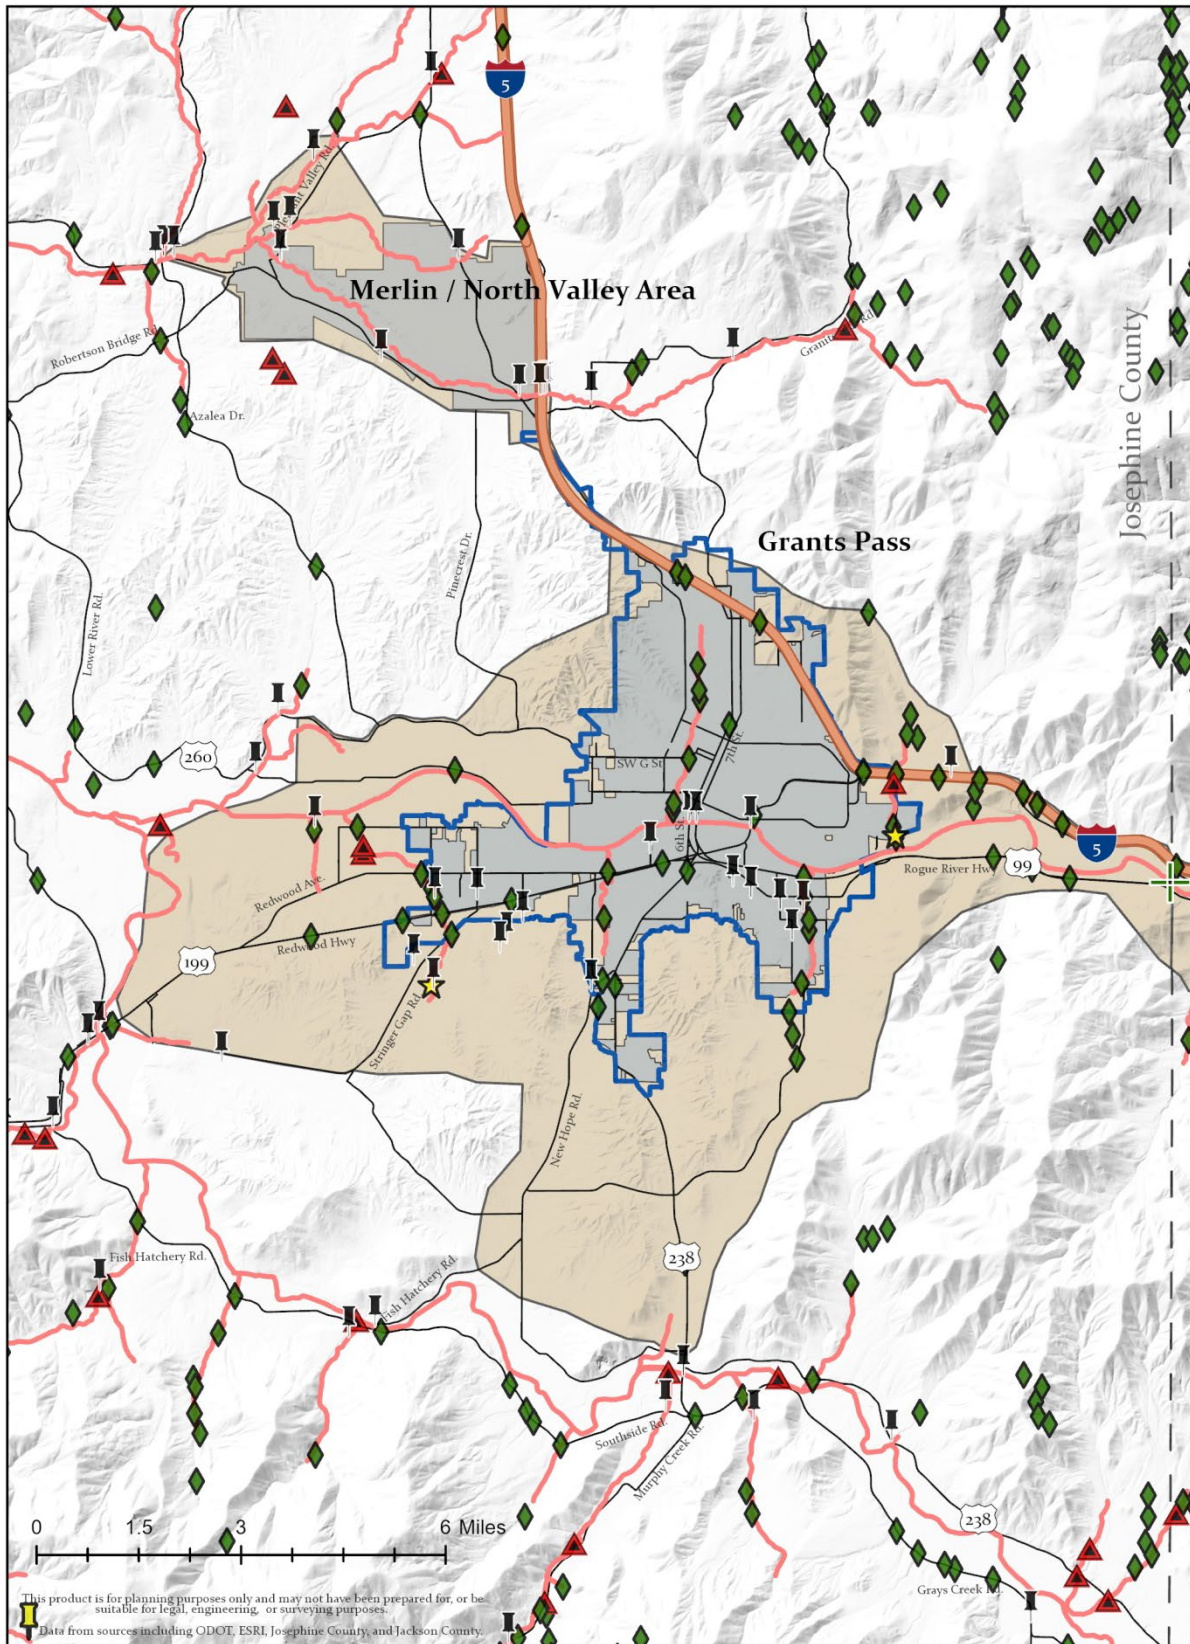 5
Pleasant Valley Rd.
Merlin / North Valley Area
Robertson Bridge Rd.
Granite Rd
Josephine County
Azalea Dr.
Grants Pass
Pinecrest Dr.
Lower River Rd.
260
SW G St
7th St.
6th St.
5
99
Rogue River Hw
Redwood Ave.
Redwood Hwy
199
Stringer Gap Rd.
New Hope Rd.
238
Fish Hatchery Rd.
Fish Hatchery Rd.
Southside Rd.
Murphy Creek Rd.
238
Grays Creek Rd.
0 1.5 3 6 Miles
This product is for planning purposes only and may not have been prepared for, or be
suitable for legal, engineering, or surveying purposes.
Data from sources including ODOT, ESRI, Josephine County, and Jackson County.